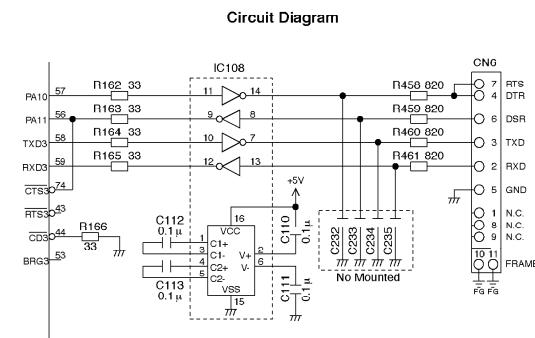 Circuit Diagram
IC108
CN6
PA10 57 R162 33 11 14 R458 820 7 RTS
4 DTR
PA11 56 R163 33 9 8 R459 820 6 DSR
TXD3 58 R164 33 10 7 R460 820 3 TXD
RXD3 59 R165 33 12 13 R461 820 2 RXD
CTS3 74
+5V
5 GND
RTS3 43
1 N.C.
8 N.C.
9 N.C.
CD3 44 R166
33
BRG3 53
C112
0.1μ
C113
0.1μ
16
VCC
1 C1+
3 C1-
4 C2+
5 C2-
V+ 2
V- 6
VSS
15
C110
0.1μ
C111
0.1μ
C232
C233
C234
C235
No Mounted
10 11 FRAME
FG FG